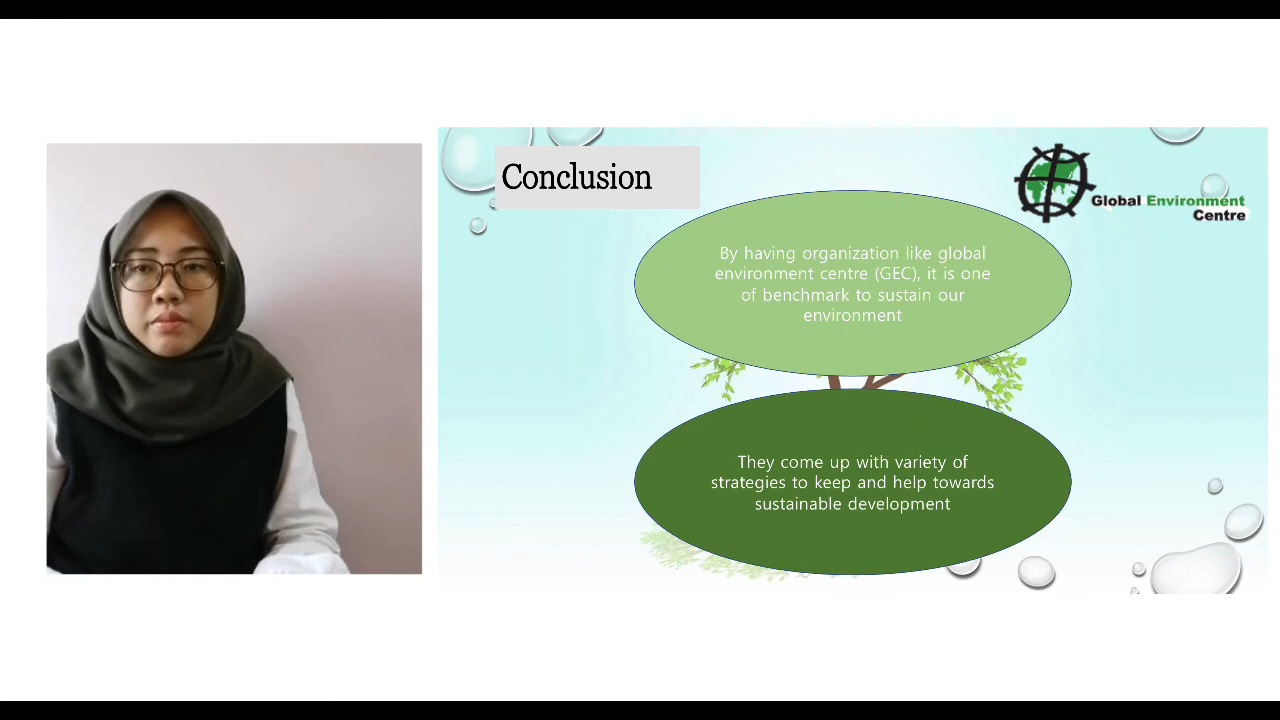 Conclusion
Global Environment
Centre
By having organization like global
environment centre (GEC), it is one
of benchmark to sustain our
environment
They come up with variety of
strategies to keep and help towards
sustainable development